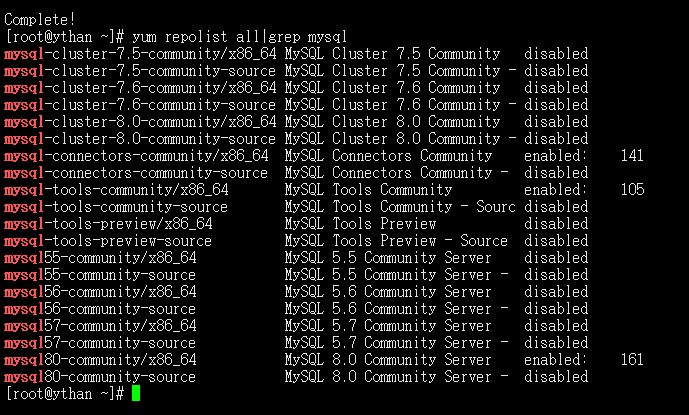 Complete!
[root@ythan ~]# yum repolist all|grep mysql
mysql-cluster-7.5-community/x86_64 MySQL Cluster 7.5 Community disabled
mysql-cluster-7.5-community-source MySQL Cluster 7.5 Community - disabled
mysql-cluster-7.6-community/x86_64 MySQL Cluster 7.6 Community disabled
mysql-cluster-7.6-community-source MySQL Cluster 7.6 Community - disabled
mysql-cluster-8.0-community/x86_64 MySQL Cluster 8.0 Community disabled
mysql-cluster-8.0-community-source MySQL Cluster 8.0 Community - disabled
mysql-connectors-community/x86_64 MySQL Connectors Community enabled: 141
mysql-connectors-community-source MySQL Connectors Community - disabled
mysql-tools-community/x86_64 MySQL Tools Community enabled: 105
mysql-tools-community-source MySQL Tools Community - Sourc disabled
mysql-tools-preview/x86_64 MySQL Tools Preview disabled
mysql-tools-preview-source MySQL Tools Preview - Source disabled
mysql55-community/x86_64 MySQL 5.5 Community Server disabled
mysql55-community-source MySQL 5.5 Community Server - disabled
mysql56-community/x86_64 MySQL 5.6 Community Server disabled
mysql56-community-source MySQL 5.6 Community Server - disabled
mysql57-community/x86_64 MySQL 5.7 Community Server disabled
mysql57-community-source MySQL 5.7 Community Server - disabled
mysql80-community/x86_64 MySQL 8.0 Community Server enabled: 161
mysql80-community-source MySQL 8.0 Community Server - disabled
[root@ythan ~]#